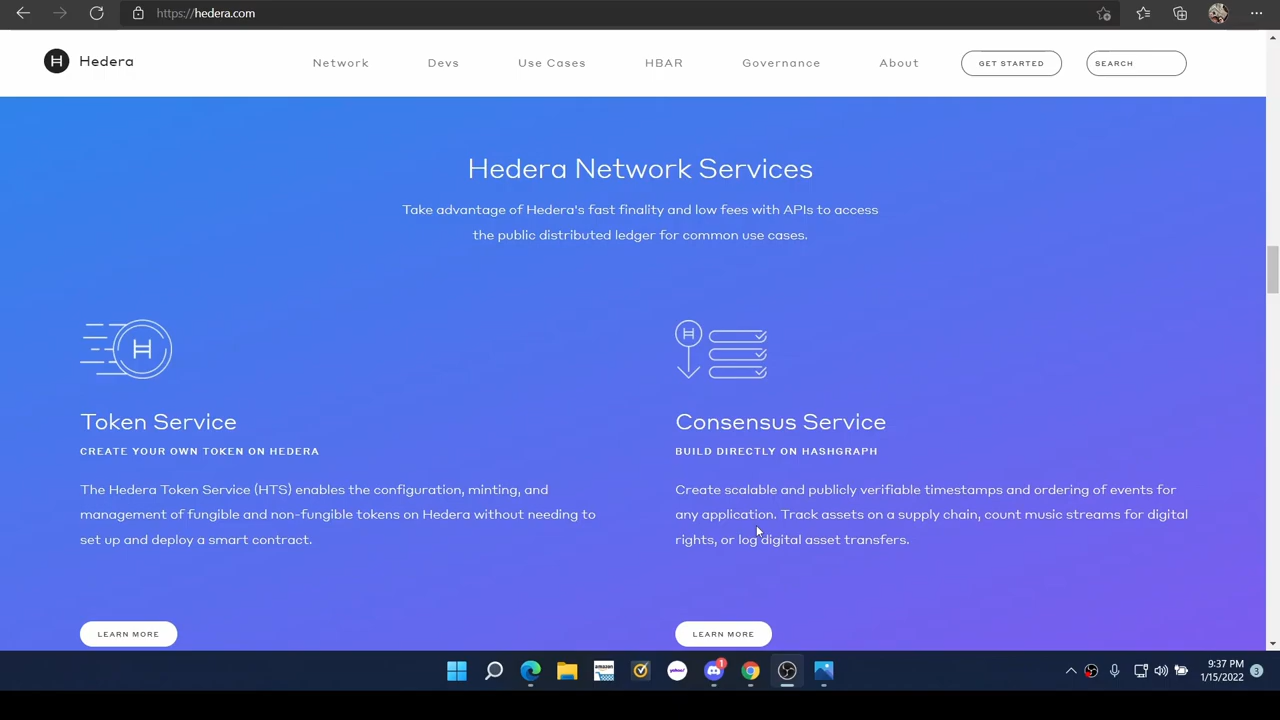 https://hedera.com
Hedera
Network
Devs
Use Cases
HBAR
Governance
About
GET STARTED
SEARCH
Hedera Network Services
Take advantage of Hedera's fast finality and low fees with APIs to access
the public distributed ledger for common use cases.
Token Service
CREATE YOUR OWN TOKEN ON HEDERA
The Hedera Token Service (HTS) enables the configuration, minting, and
management of fungible and non-fungible tokens on Hedera without needing to
set up and deploy a smart contract.
LEARN MORE
Consensus Service
BUILD DIRECTLY ON HASHGRAPH
Create scalable and publicly verifiable timestamps and ordering of events for
any application. Track assets on a supply chain, count music streams for digital
rights, or log digital asset transfers.
LEARN MORE
amazon
yahoo!
1
9:37 PM
1/15/2022
3